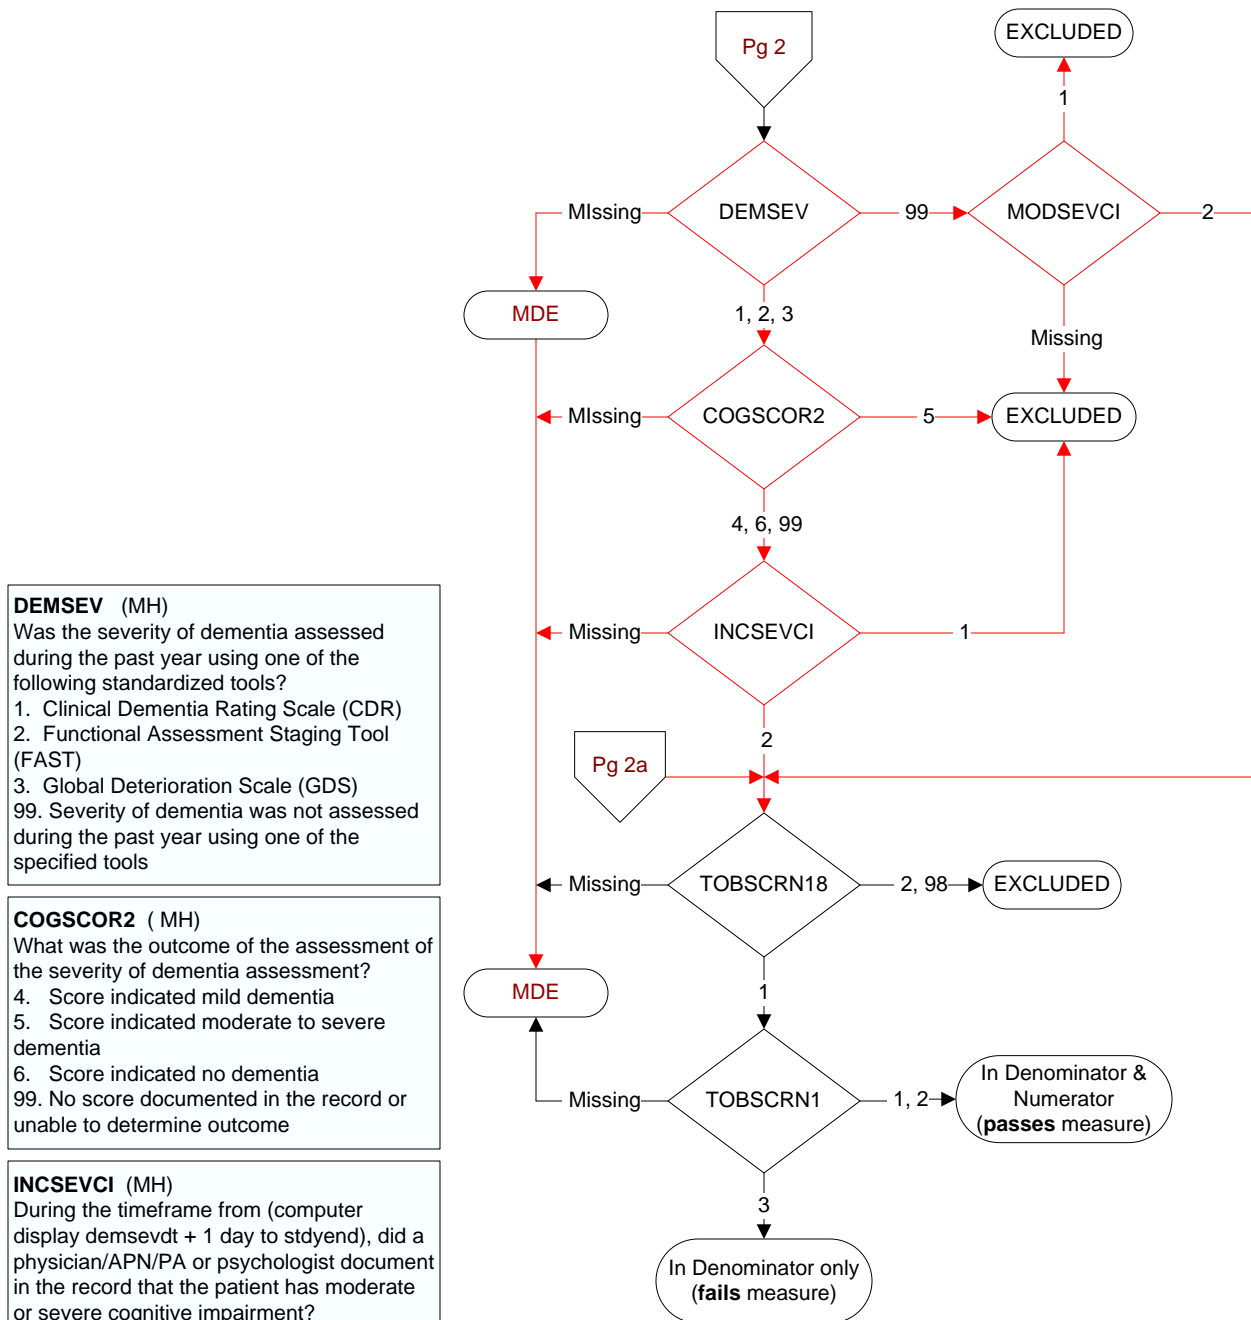 Pg 2
EXCLUDED
1
MIssing
DEMSEV
99
MODSEVCI
2
MDE
1, 2, 3
Missing
MIssing
COGSCOR2
5
EXCLUDED
4, 6, 99
Missing
INCSEVCI
1
2
Pg 2a
Missing
TOBSCRN18
2, 98
EXCLUDED
MDE
1
Missing
TOBSCRN1
1, 2
In Denominator &
Numerator
(passes measure)
3
In Denominator only
(fails measure)
DEMSEV (MH)
Was the severity of dementia assessed
during the past year using one of the
following standardized tools?
1. Clinical Dementia Rating Scale (CDR)
2. Functional Assessment Staging Tool
(FAST)
3. Global Deterioration Scale (GDS)
99. Severity of dementia was not assessed
during the past year using one of the
specified tools
COGSCOR2 ( MH)
What was the outcome of the assessment of
the severity of dementia assessment?
4. Score indicated mild dementia
5. Score indicated moderate to severe
dementia
6. Score indicated no dementia
99. No score documented in the record or
unable to determine outcome
INCSEVCI (MH)
During the timeframe from (computer
display demsevdt + 1 day to stdyend), did a
physician/APN/PA or psychologist document
in the record that the patient has moderate
or severe cognitive impairment?